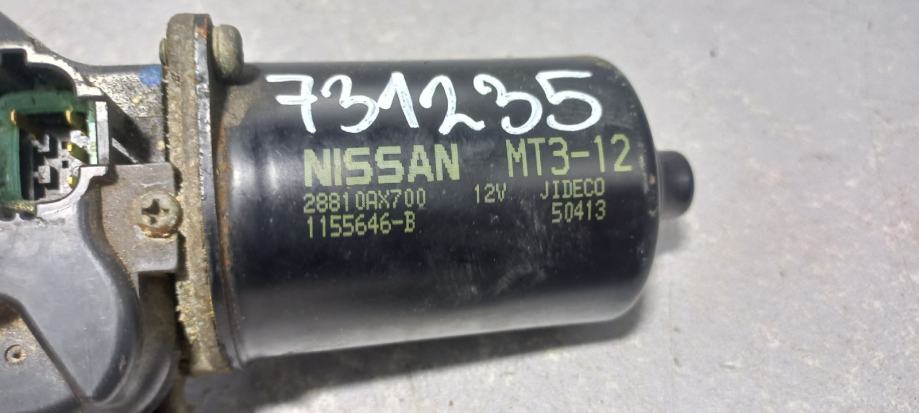 731235
NISSAN MT3-12
28810AX700 12V JIDECO
1155646-B 50413